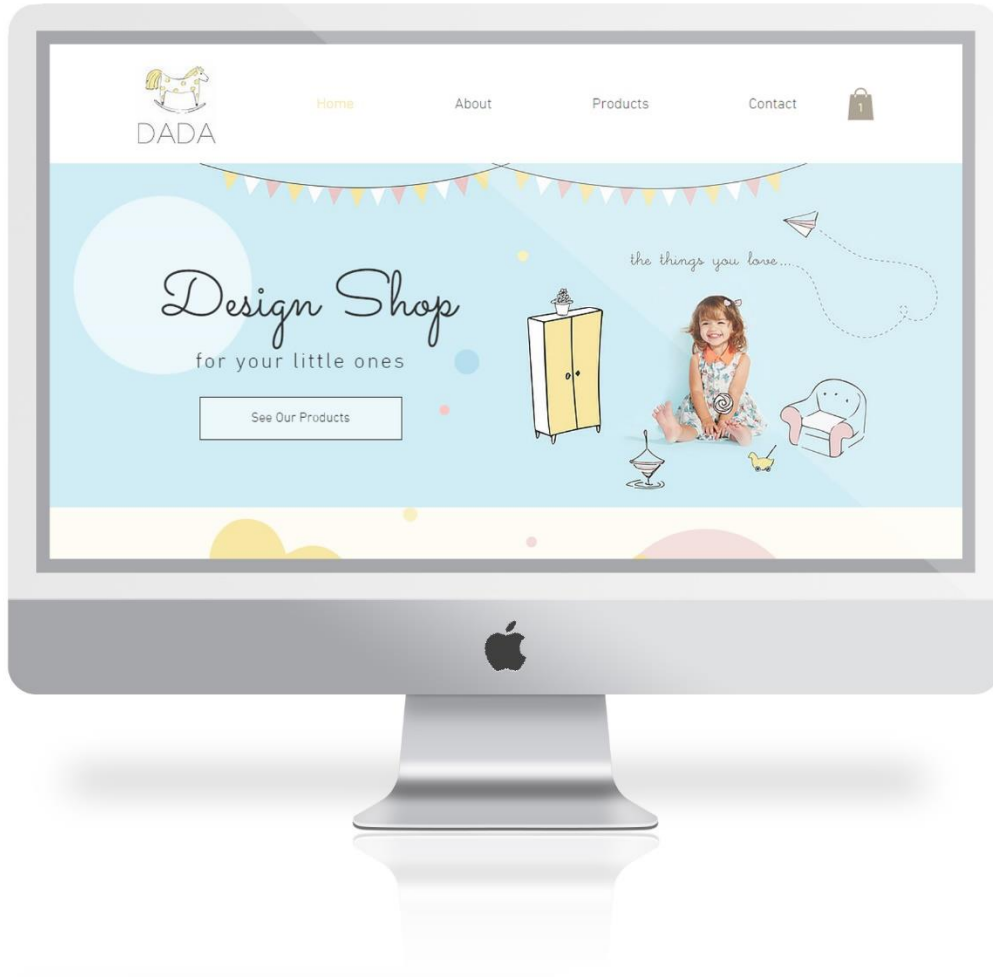 DADA
Home About Products Contact 1
the things you love...
Design Shop
for your little ones
See Our Products